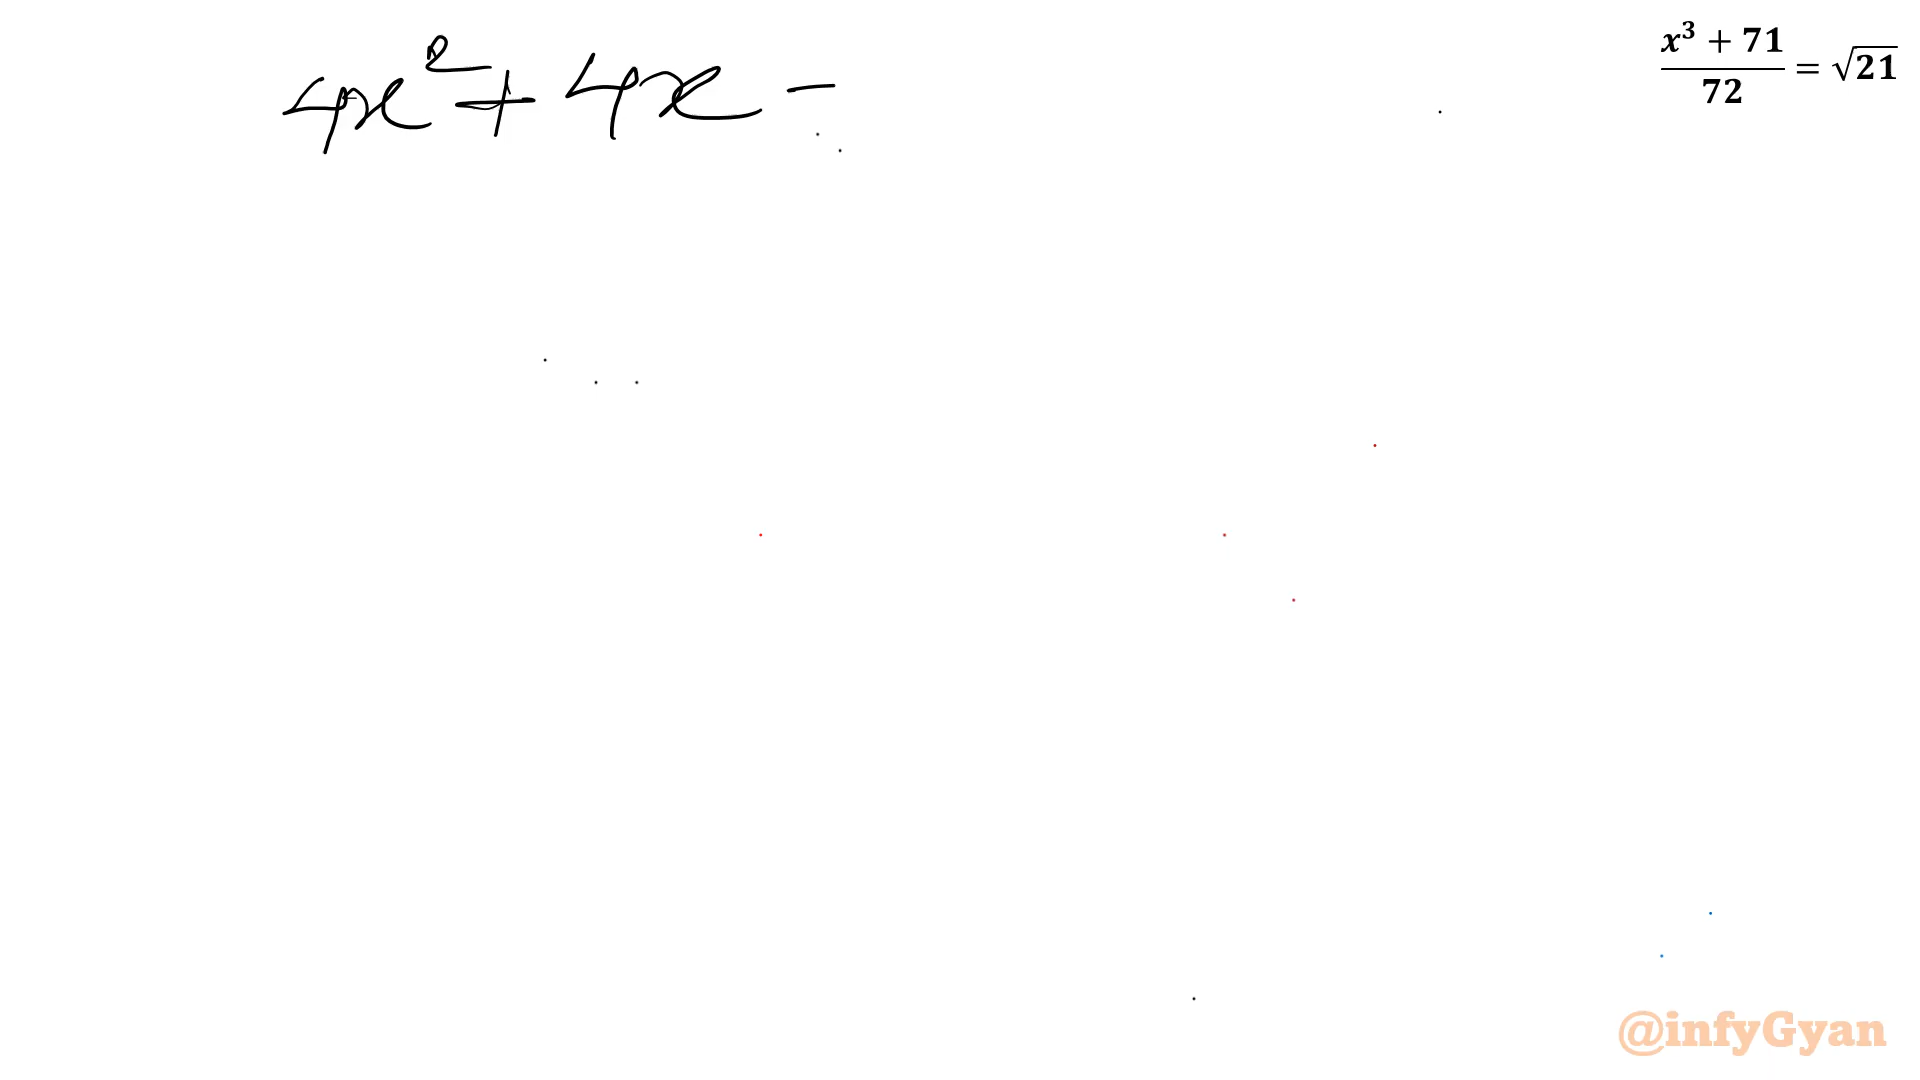 4x² + 4x -
x³ + 71
72
= √21
@infyGyan